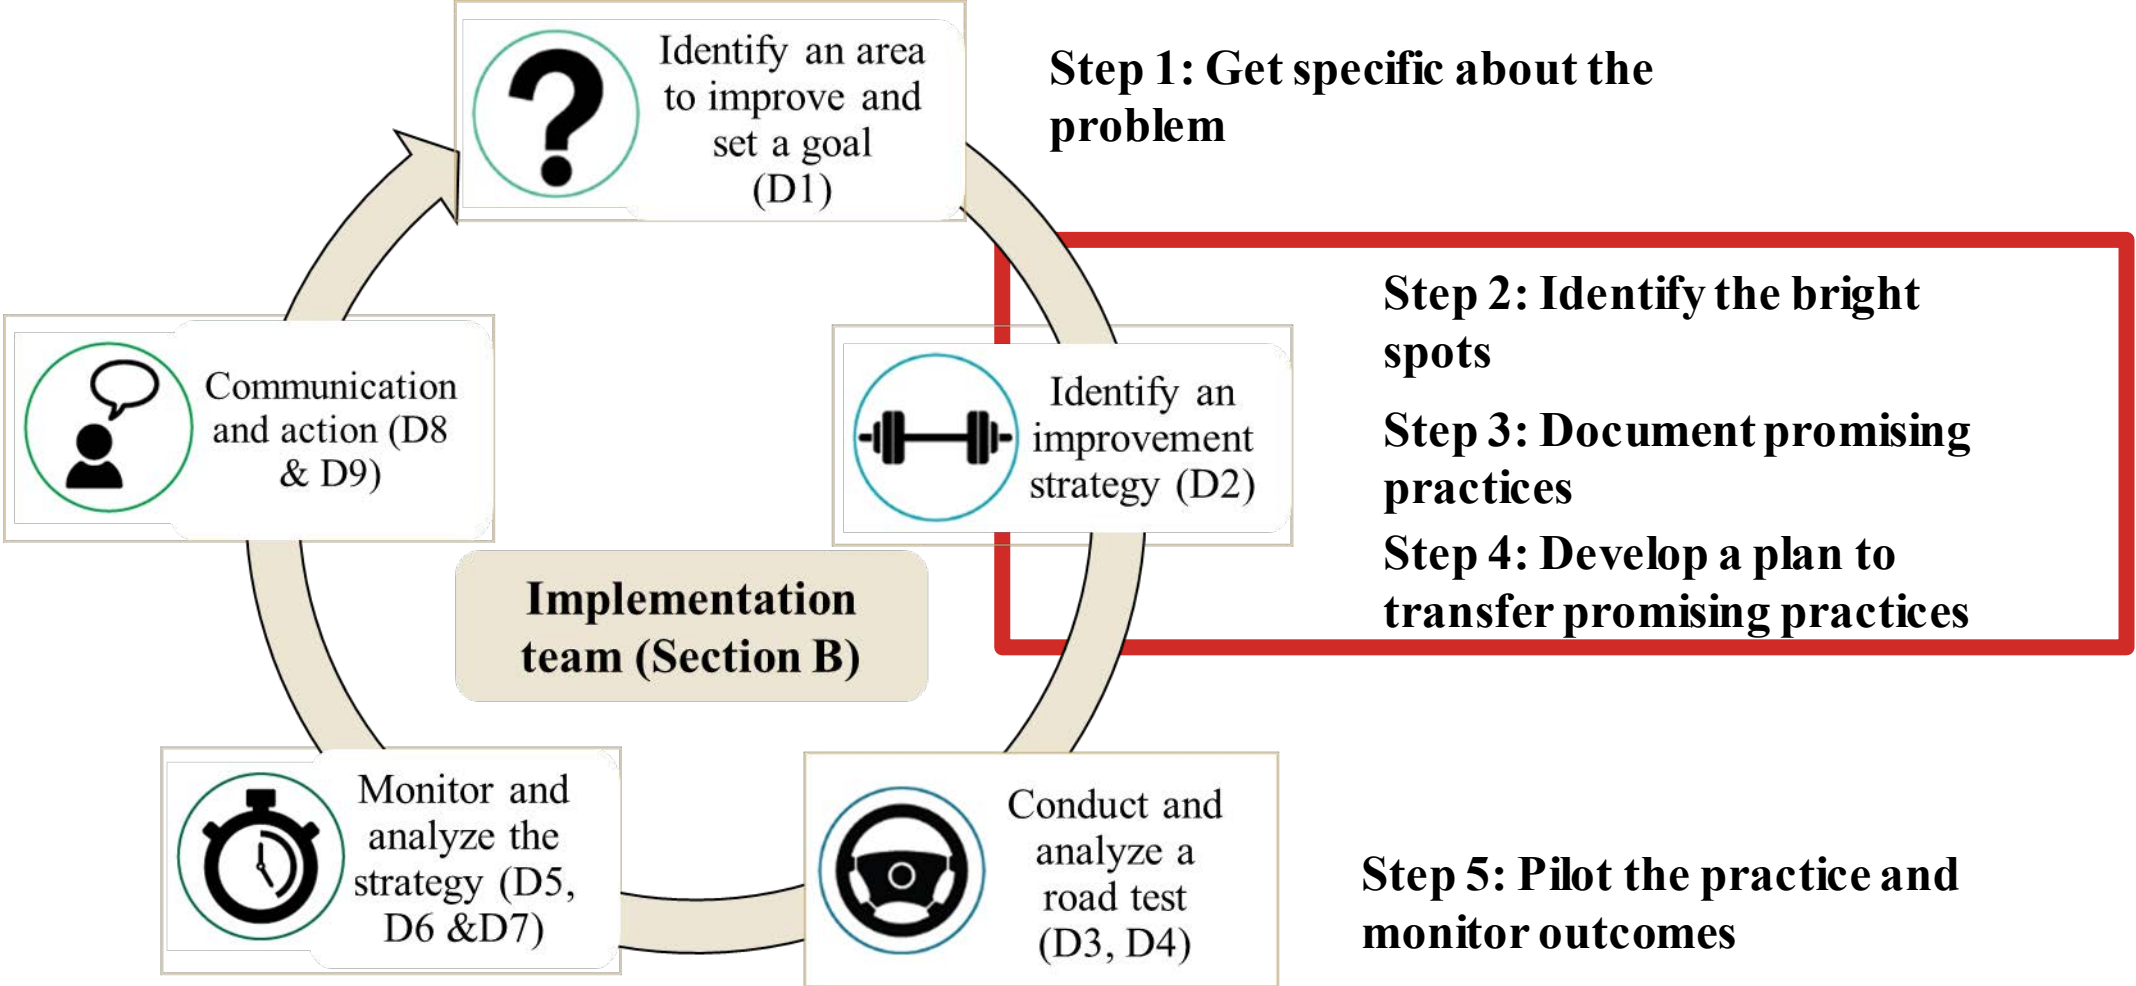 Identify an area
to improve and
set a goal
(D1)
Step 1: Get specific about the
problem
Step 2: Identify the bright
spots
Step 3: Document promising
practices
Step 4: Develop a plan to
transfer promising practices
Identify an
improvement
strategy (D2)
Communication
and action (D8
& D9)
Implementation
team (Section B)
Conduct and
analyze a
road test
(D3, D4)
Step 5: Pilot the practice and
monitor outcomes
Monitor and
analyze the
strategy (D5,
D6 &D7)